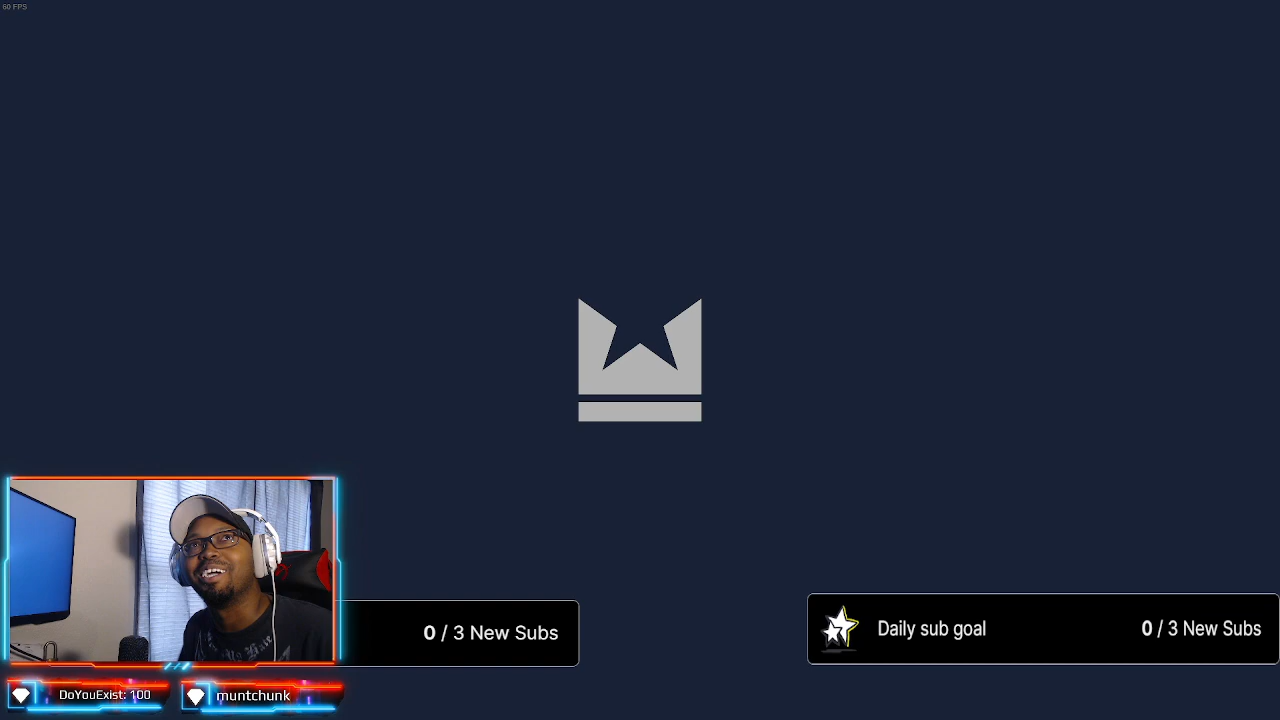 60 FPS
0 / 3 New Subs
Daily sub goal 0 / 3 New Subs
DoYouExist: 100
muntchunk